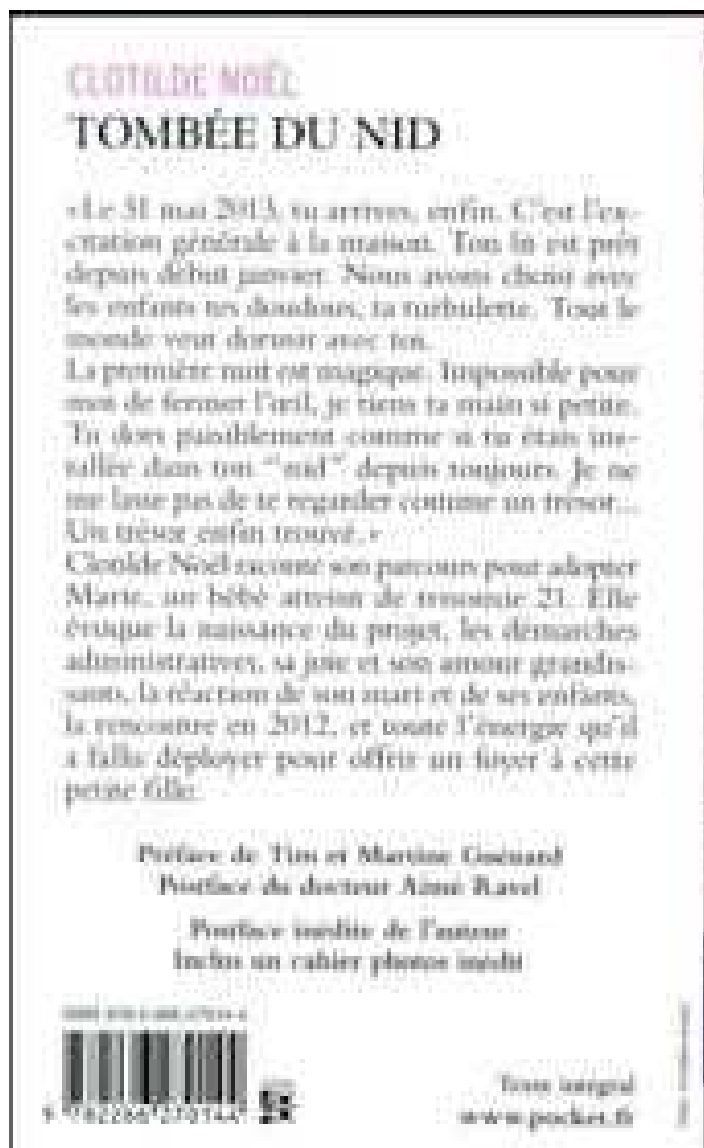 CLOTILDE NOËL
TOMBÉE DU NID
«Le 31 mai 2013, tu arrives, enfin. C'est l'ex-
citation générale à la maison. Ton lit est prêt
depuis début janvier. Nous avons choisi avec
les enfants tes doudous, ta turbulette. Tout le
monde veut dormir avec toi.
La première nuit est magique. Impossible pour
moi de fermer l'œil, je tiens ta main si petite.
Tu dors paisiblement comme si tu étais ins-
tallée dans ton "nid" depuis toujours. Je ne
me lasse pas de te regarder comme un trésor...
Un trésor enfin trouvé.»
Clotilde Noël raconte son parcours pour adopter
Marie, un bébé atteint de trisomie 21. Elle
évoque la naissance du projet, les démarches
administratives, sa joie et son amour grandis-
sants, la réaction de son mari et de ses enfants,
la rencontre en 2012, et toute l'énergie qu'il
a fallu déployer pour offrir un foyer à cette
petite fille.
Préface de Tim et Martine Guénard
Postface du docteur Aimé Ravel
Postface inédite de l'auteur
Inclus un cahier photos inédit
9 782266 270144
Texte intégral
www.pocket.fr